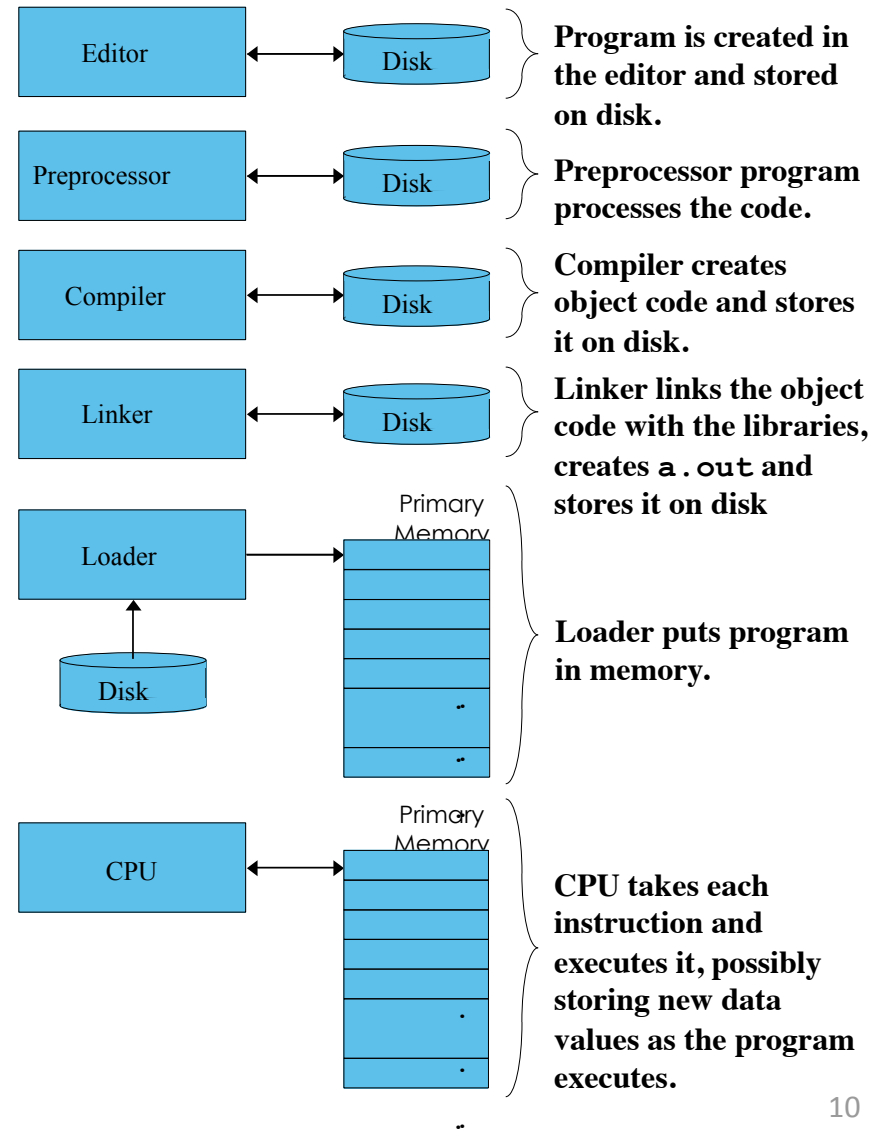 Editor
Disk
Program is created in
the editor and stored
on disk.
Preprocessor
Disk
Preprocessor program
processes the code.
Compiler
Disk
Compiler creates
object code and stores
it on disk.
Linker
Disk
Linker links the object
code with the libraries,
creates a.out and
stores it on disk
Primary
Memory
Loader
Disk
Loader puts program
in memory.
Primary
Memory
CPU
CPU takes each
instruction and
executes it, possibly
storing new data
values as the program
executes.
10